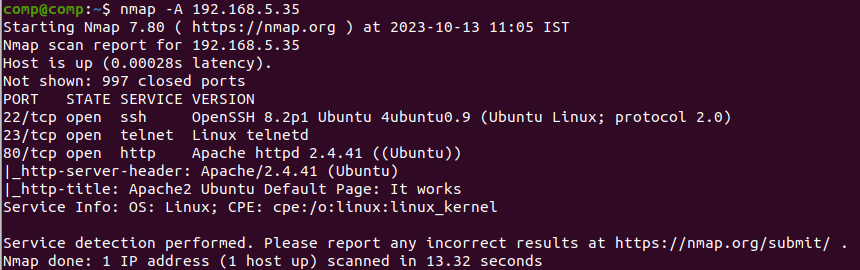 comp@comp:~$ nmap -A 192.168.5.35
Starting Nmap 7.80 ( https://nmap.org ) at 2023-10-13 11:05 IST
Nmap scan report for 192.168.5.35
Host is up (0.00028s latency).
Not shown: 997 closed ports
PORT   STATE SERVICE VERSION
22/tcp open  ssh     OpenSSH 8.2p1 Ubuntu 4ubuntu0.9 (Ubuntu Linux; protocol 2.0)
23/tcp open  telnet  Linux telnetd
80/tcp open  http    Apache httpd 2.4.41 ((Ubuntu))
|_http-server-header: Apache/2.4.41 (Ubuntu)
|_http-title: Apache2 Ubuntu Default Page: It works
Service Info: OS: Linux; CPE: cpe:/o:linux:linux_kernel

Service detection performed. Please report any incorrect results at https://nmap.org/submit/ .
Nmap done: 1 IP address (1 host up) scanned in 13.32 seconds